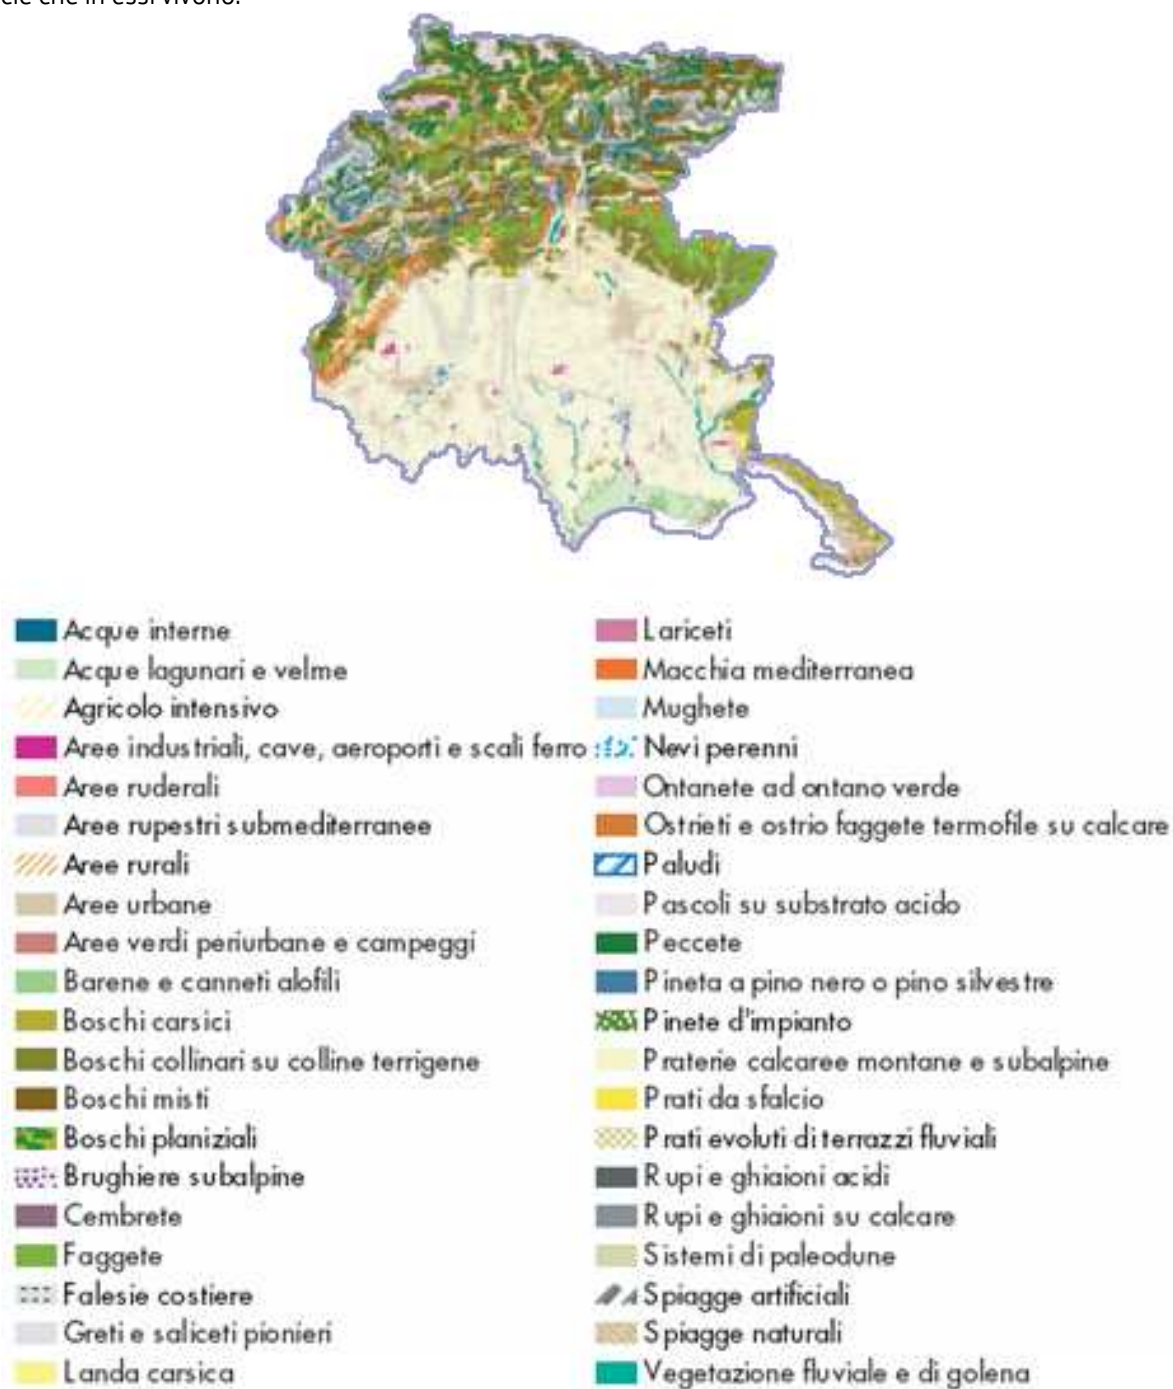 cie che in essi vivono.
Acque interne
Acque lagunari e velme
Agricolo intensivo
Aree industriali, cave, aeroporti e scali ferro
Aree ruderali
Aree rupestri submediterranee
Aree rurali
Aree urbane
Aree verdi periurbane e campeggi
Barene e canneti alofili
Boschi carsici
Boschi collinari su colline terrigene
Boschi misti
Boschi planiziali
Brughiere subalpine
Cembrete
Faggete
Falesie costiere
Greti e saliceti pionieri
Landa carsica
Lariceti
Macchia mediterranea
Mughete
Nevi perenni
Ontanete ad ontano verde
Ostrieti e ostrio faggete termofile su calcare
Paludi
Pascoli su substrato acido
Peccete
Pineta a pino nero o pino silvestre
Pinete d'impianto
Praterie calcaree montane e subalpine
Prati da sfalcio
Prati evoluti di terrazzi fluviali
Rupi e ghiaioni acidi
Rupi e ghiaioni su calcare
Sistemi di paleodune
Spiagge artificiali
Spiagge naturali
Vegetazione fluviale e di golena